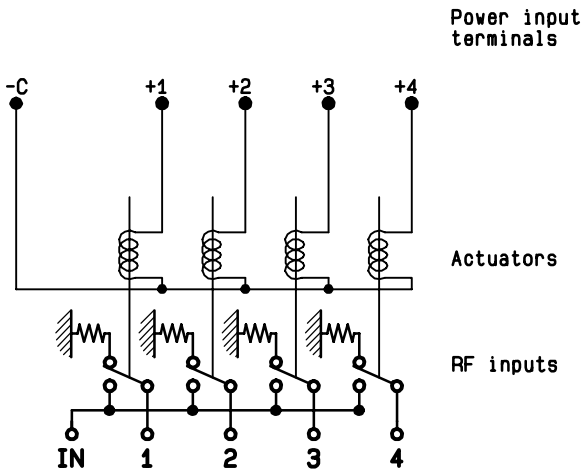 Power input
terminals
-C +1 +2 +3 +4
Actuators
RF inputs
IN 1 2 3 4